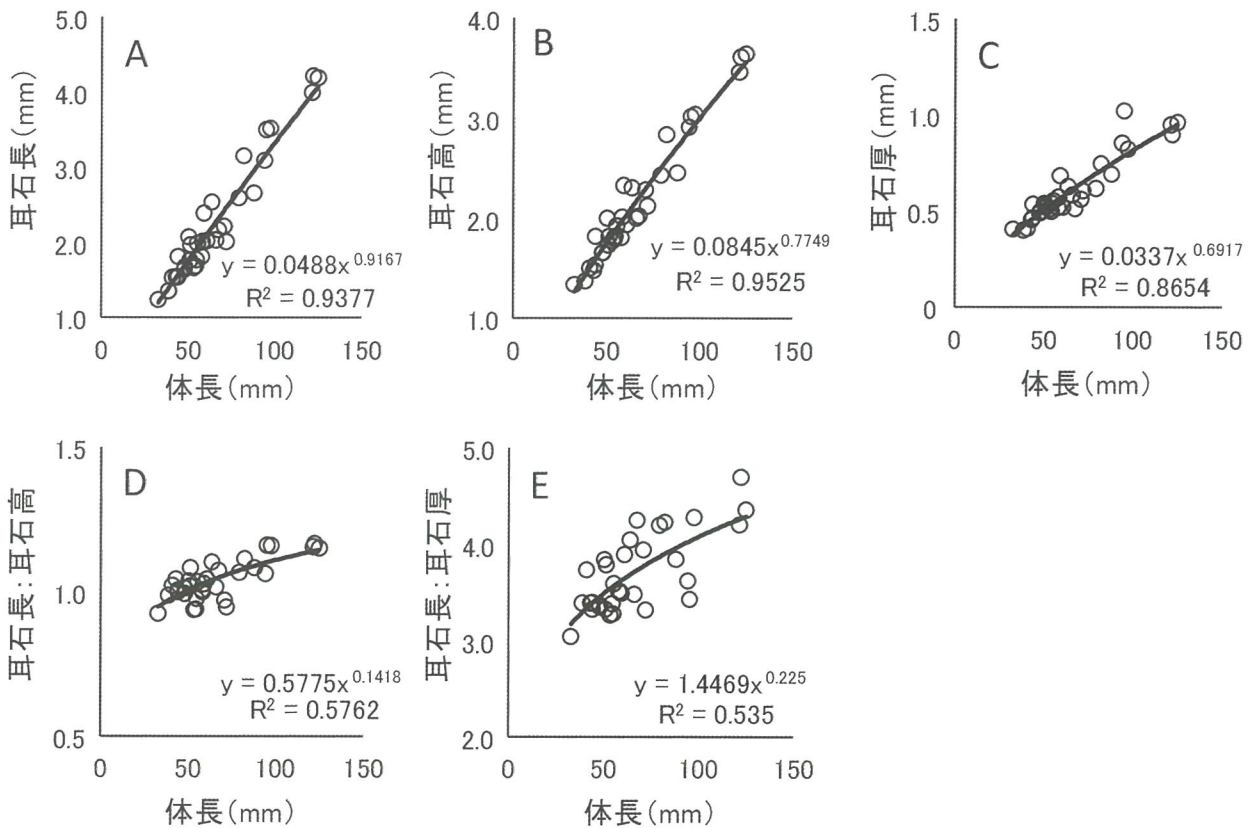 A
耳石長(mm)
5.0
4.0
3.0
2.0
1.0
0
50
100
150
体長(mm)
y = 0.0488x^0.9167
R² = 0.9377
B
耳石高(mm)
4.0
3.0
2.0
1.0
0
50
100
150
体長(mm)
y = 0.0845x^0.7749
R² = 0.9525
C
耳石厚(mm)
1.5
1.0
0.5
0
0
50
100
150
体長(mm)
y = 0.0337x^0.6917
R² = 0.8654
D
耳石長:耳石高
1.5
1.0
0.5
0
50
100
150
体長(mm)
y = 0.5775x^0.1418
R² = 0.5762
E
耳石長:耳石厚
5.0
4.0
3.0
2.0
0
50
100
150
体長(mm)
y = 1.4469x^0.225
R² = 0.535